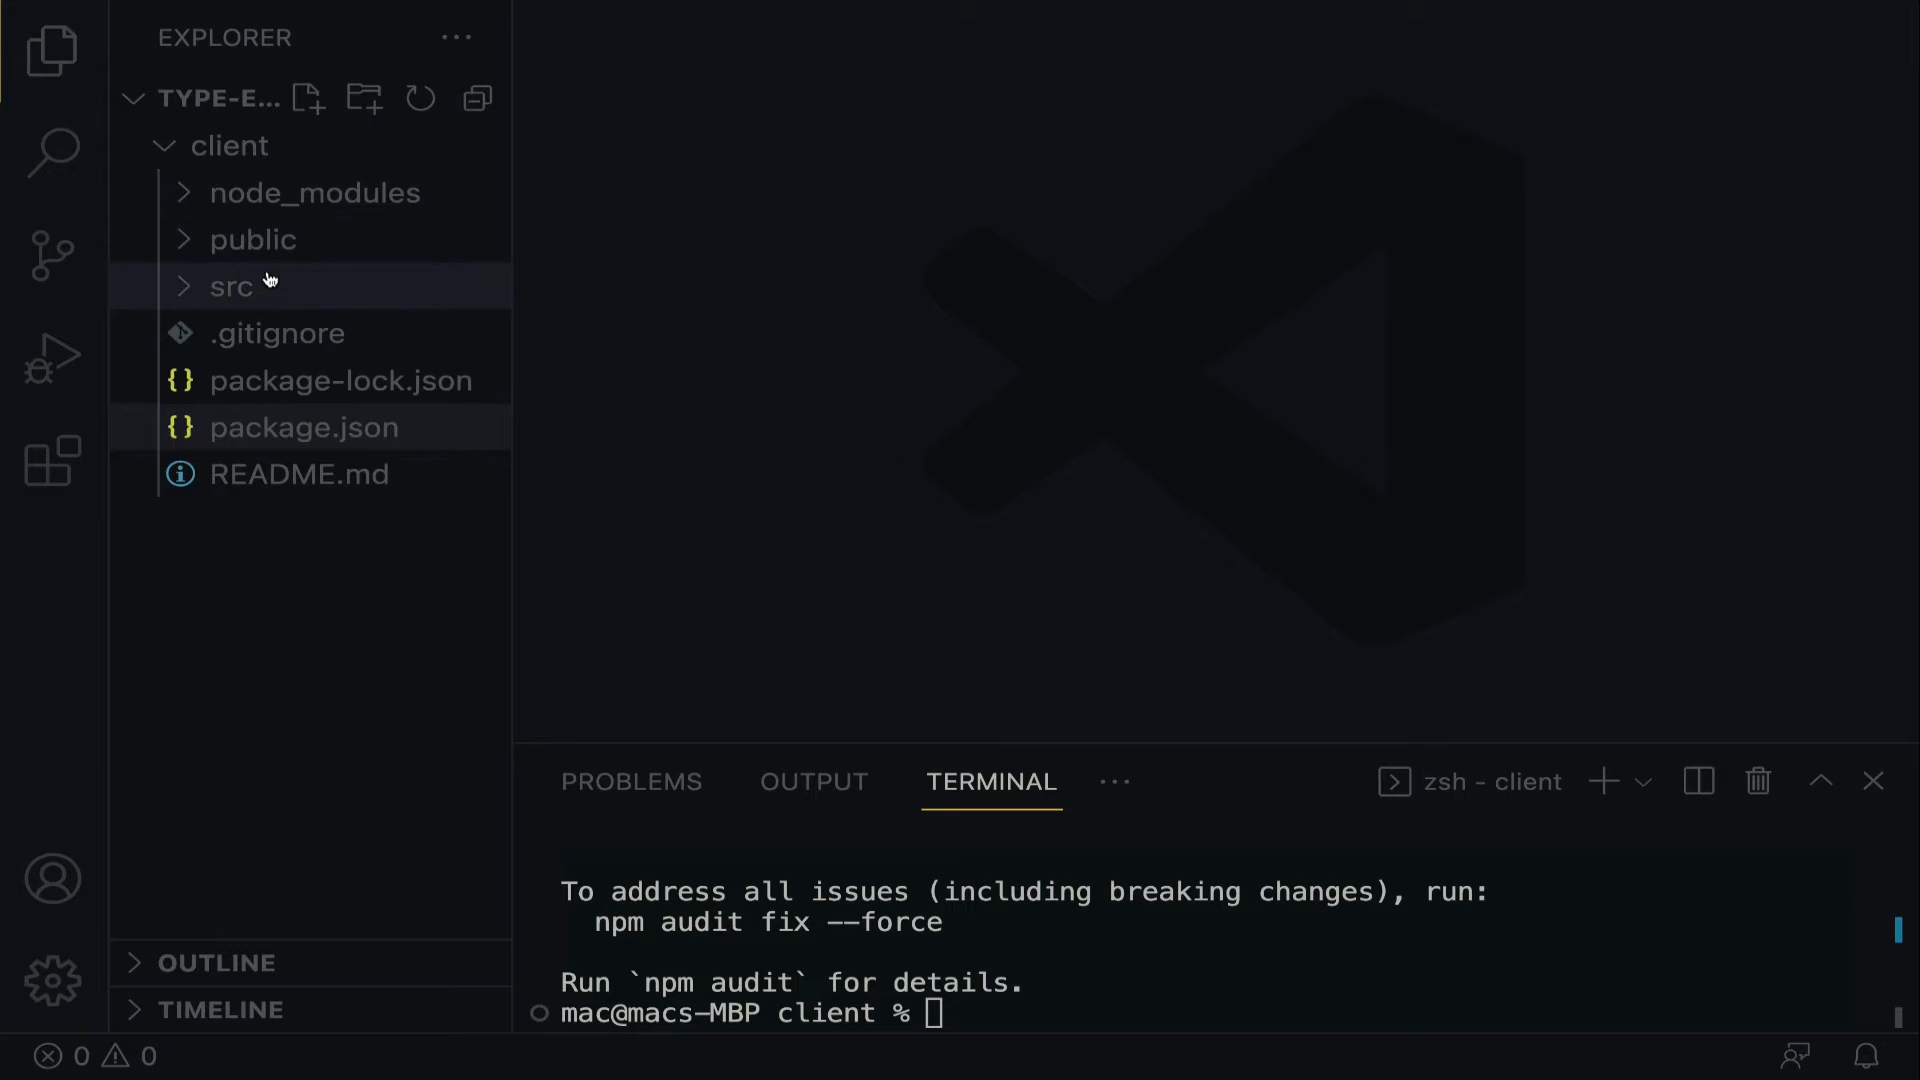 EXPLORER
TYPE-E...
client
node_modules
public
src
.gitignore
package-lock.json
package.json
README.md
OUTLINE
TIMELINE
PROBLEMS OUTPUT TERMINAL ... zsh - client
To address all issues (including breaking changes), run:
npm audit fix --force
Run `npm audit` for details.
mac@macs-MBP client %
0 0